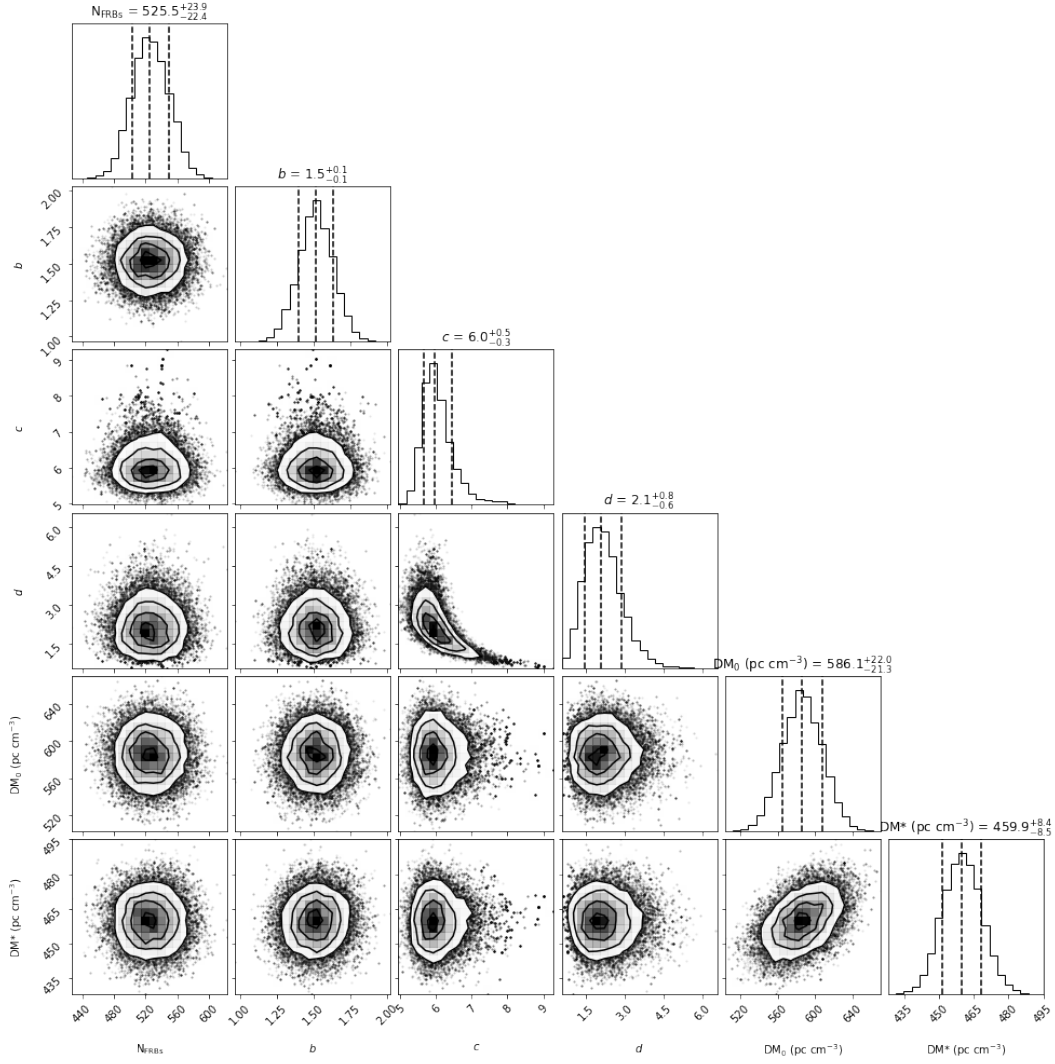 N_FRBs = 525.5^{+23.9}_{-22.4}
b = 1.5^{+0.1}_{-0.1}
2.00
1.75
1.50
1.25
1.00
b
c = 6.0^{+0.5}_{-0.3}
9
8
7
6
5
c
d = 2.1^{+0.8}_{-0.6}
6.0
4.5
3.0
1.5
d
DM_0 (pc cm^{-3}) = 586.1^{+22.0}_{-21.3}
640
600
560
520
DM_0 (pc cm^{-3})
DM* (pc cm^{-3}) = 459.9^{+8.4}_{-8.5}
495
480
465
450
435
DM* (pc cm^{-3})
440 480 520 560 600
1.00 1.25 1.50 1.75 2.00
5 6 7 8 9
1.5 3.0 4.5 6.0
520 560 600 640
435 450 465 480 495
N_FRBs b c d DM_0 (pc cm^{-3}) DM* (pc cm^{-3})